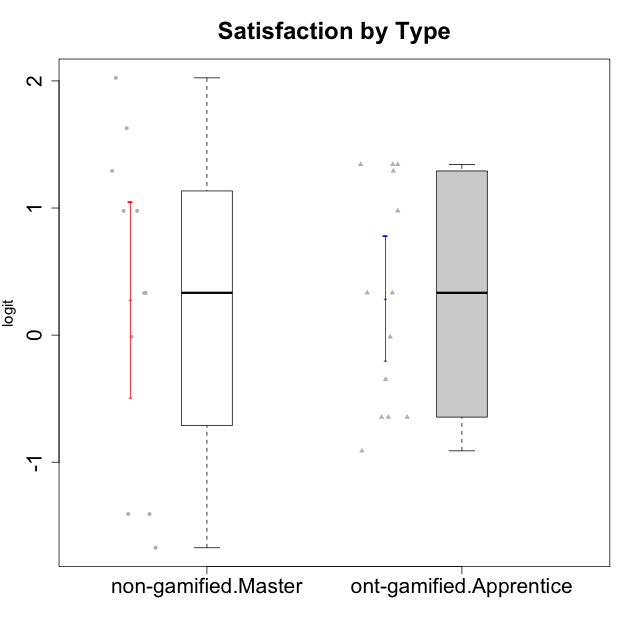 Satisfaction by Type
logit
2
1
0
-1
non-gamified.Master
ont-gamified.Apprentice